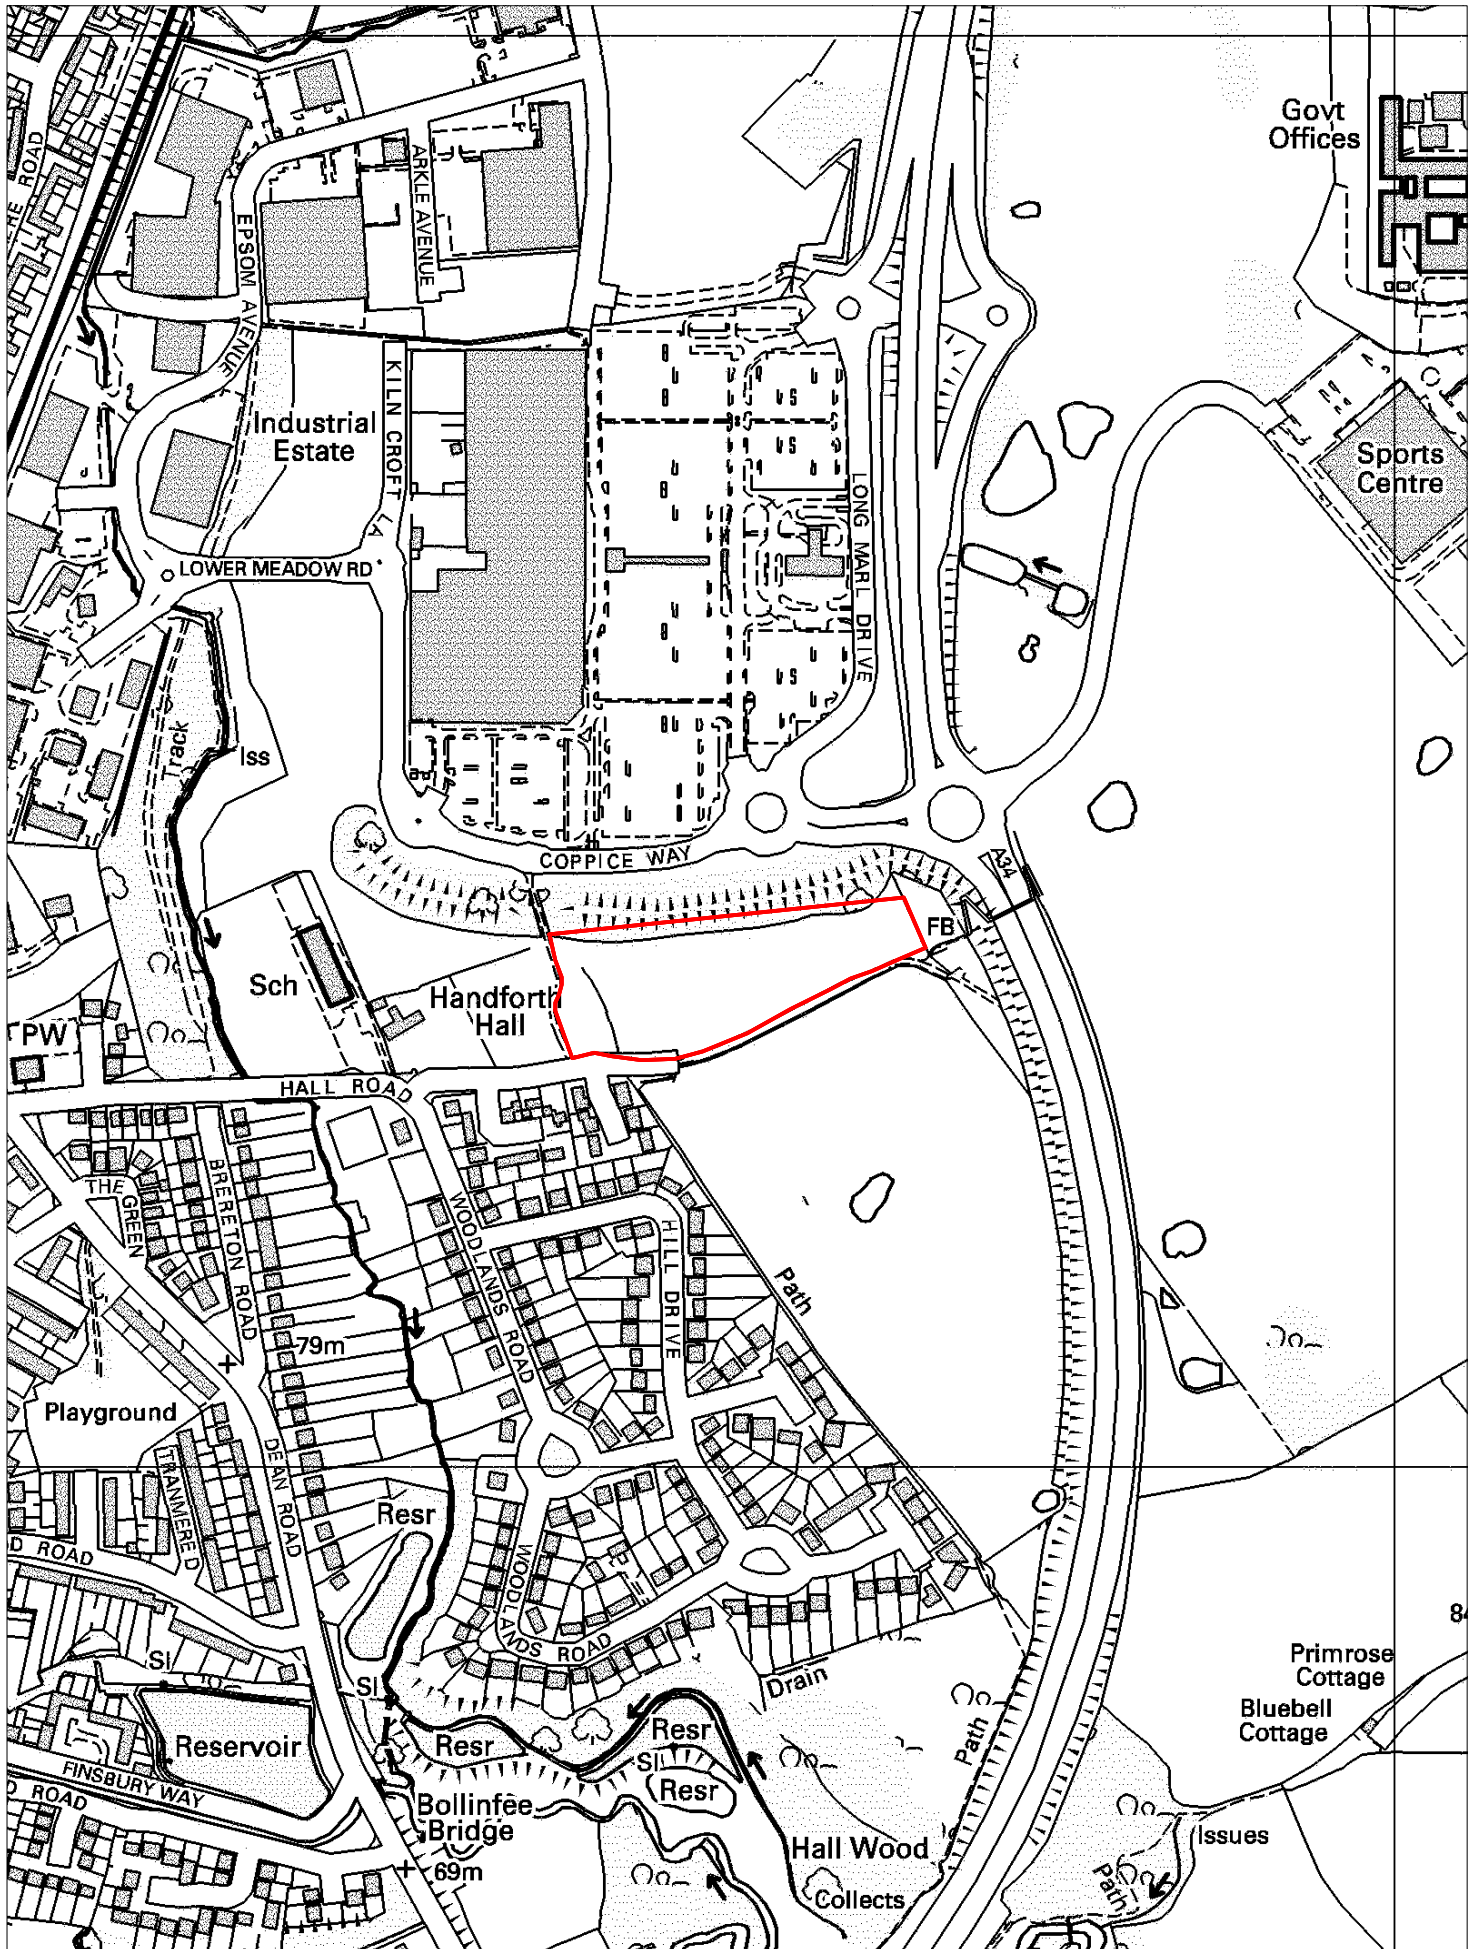 Govt
Offices
ROAD
ARKLE AVENUE
EPSOM AVENUE
KILN CROFT LA
Industrial
Estate
Sports
Centre
LONG MARL DRIVE
LOWER MEADOW RD
Track
Iss
COPPICE WAY
A34
FB
Sch
Handforth
Hall
PW
HALL ROAD
THE GREEN
BRERETON ROAD
WOODLANDS ROAD
HILL DRIVE
Path
79m
Playground
TRANMERE D
DEAN ROAD
Resr
D ROAD
WOODLANDS ROAD
84
Primrose
Cottage
Bluebell
Cottage
Sl
Sl
Drain
Reservoir
Resr
Resr
Sl
Resr
Path
FINSBURY WAY
D ROAD
Bollinfee
Bridge
69m
Hall Wood
Collects
Issues
Path